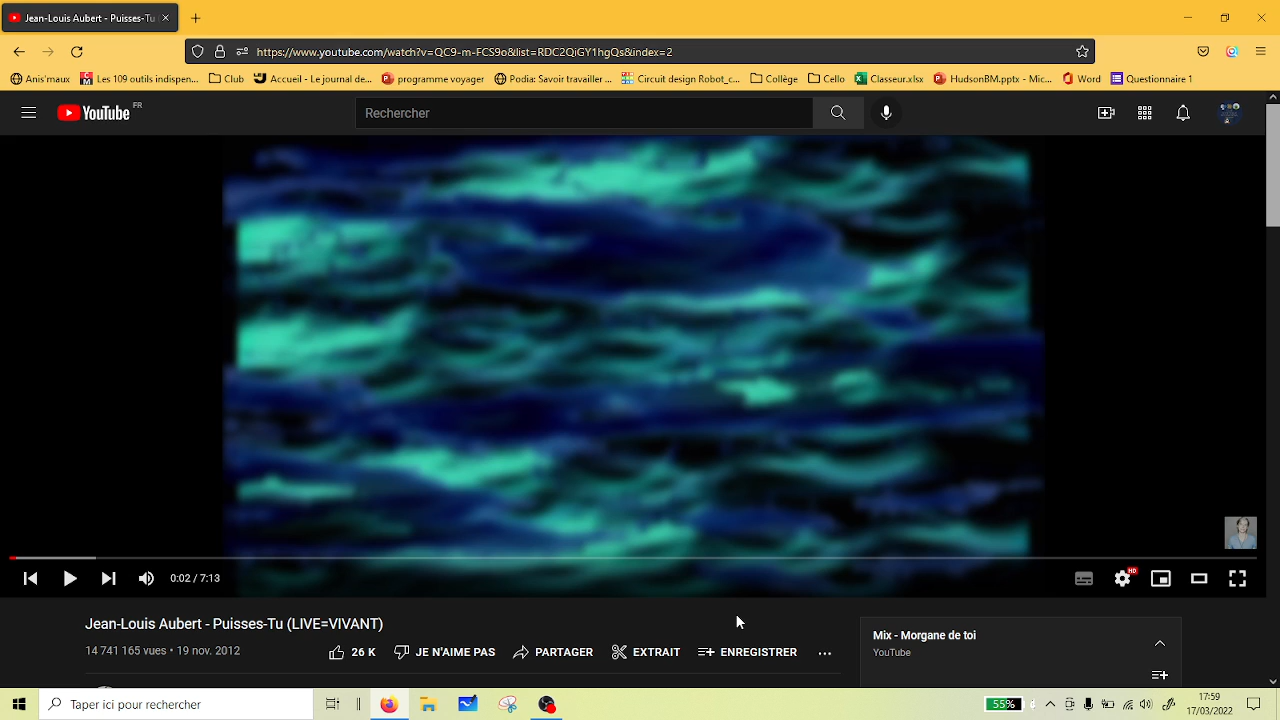 Jean-Louis Aubert - Puisses-Tu
https://www.youtube.com/watch?v=QC9-m-FCS9o&list=RDC2QiGY1hgQs&index=2
Anis'maux Les 109 outils indispen... Club Accueil - Le journal de... programme voyager Podia: Savoir travailler ... Circuit design Robot_c... Collège Cello Classeur.xlsx HudsonBM.pptx - Mic... Word Questionnaire 1
YouTube FR Rechercher
0:02 / 7:13 HD
Jean-Louis Aubert - Puisses-Tu (LIVE=VIVANT)
14 741 165 vues • 19 nov. 2012 26 K JE N'AIME PAS PARTAGER EXTRAIT ENREGISTRER ...
Mix - Morgane de toi
YouTube
Taper ici pour rechercher 55% 17:59
17/03/2022